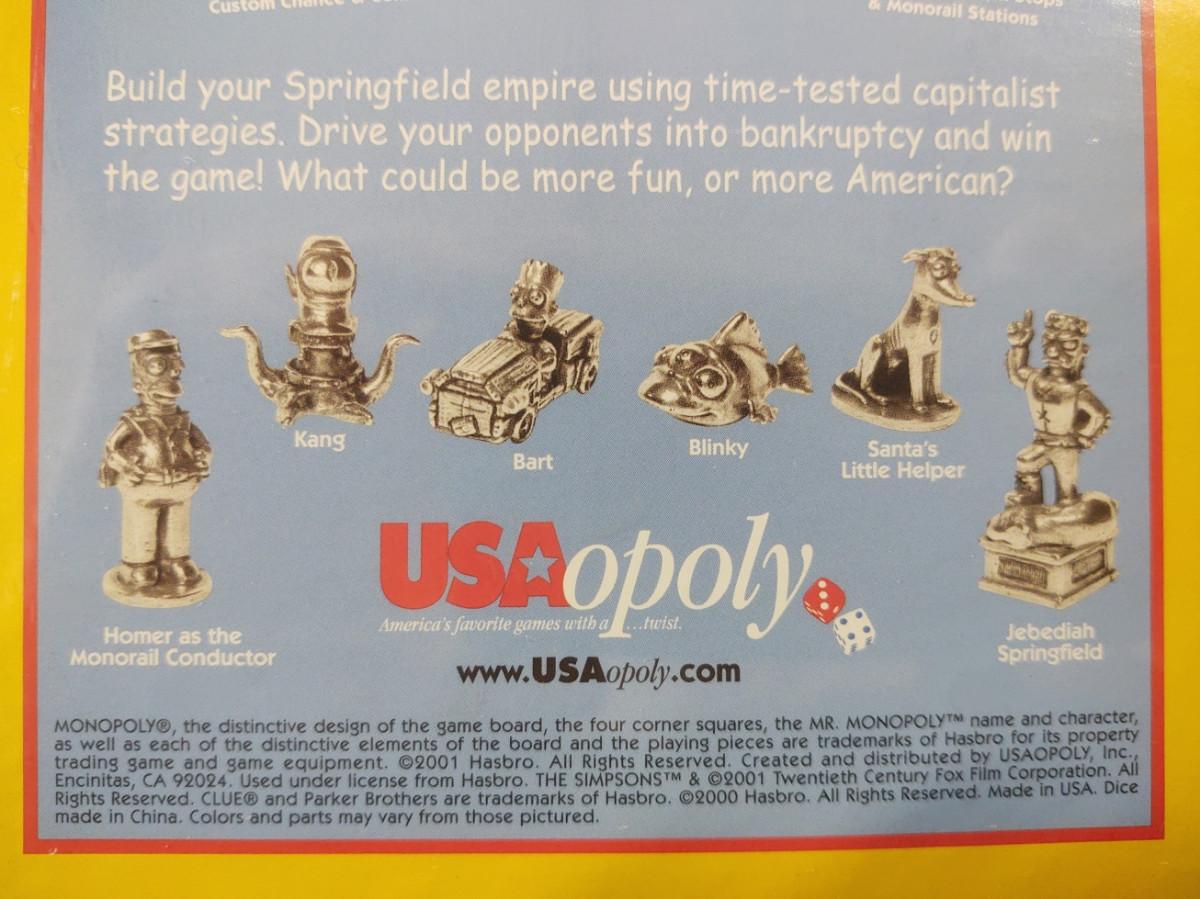 Custom Chance &
& Monorail Stations
Build your Springfield empire using time-tested capitalist
strategies. Drive your opponents into bankruptcy and win
the game! What could be more fun, or more American?
Kang
Bart
Blinky
Santa's
Little Helper
Homer as the
Monorail Conductor
Jebediah
Springfield
USAopoly
America's favorite games with a ...twist.
www.USAopoly.com
MONOPOLY®, the distinctive design of the game board, the four corner squares, the MR. MONOPOLY™ name and character,
as well as each of the distinctive elements of the board and the playing pieces are trademarks of Hasbro for its property
trading game and game equipment. ©2001 Hasbro. All Rights Reserved. Created and distributed by USAOPOLY, Inc.,
Encinitas, CA 92024. Used under license from Hasbro. THE SIMPSONS™ & ©2001 Twentieth Century Fox Film Corporation. All
Rights Reserved. CLUE® and Parker Brothers are trademarks of Hasbro. ©2000 Hasbro. All Rights Reserved. Made in USA. Dice
made in China. Colors and parts may vary from those pictured.